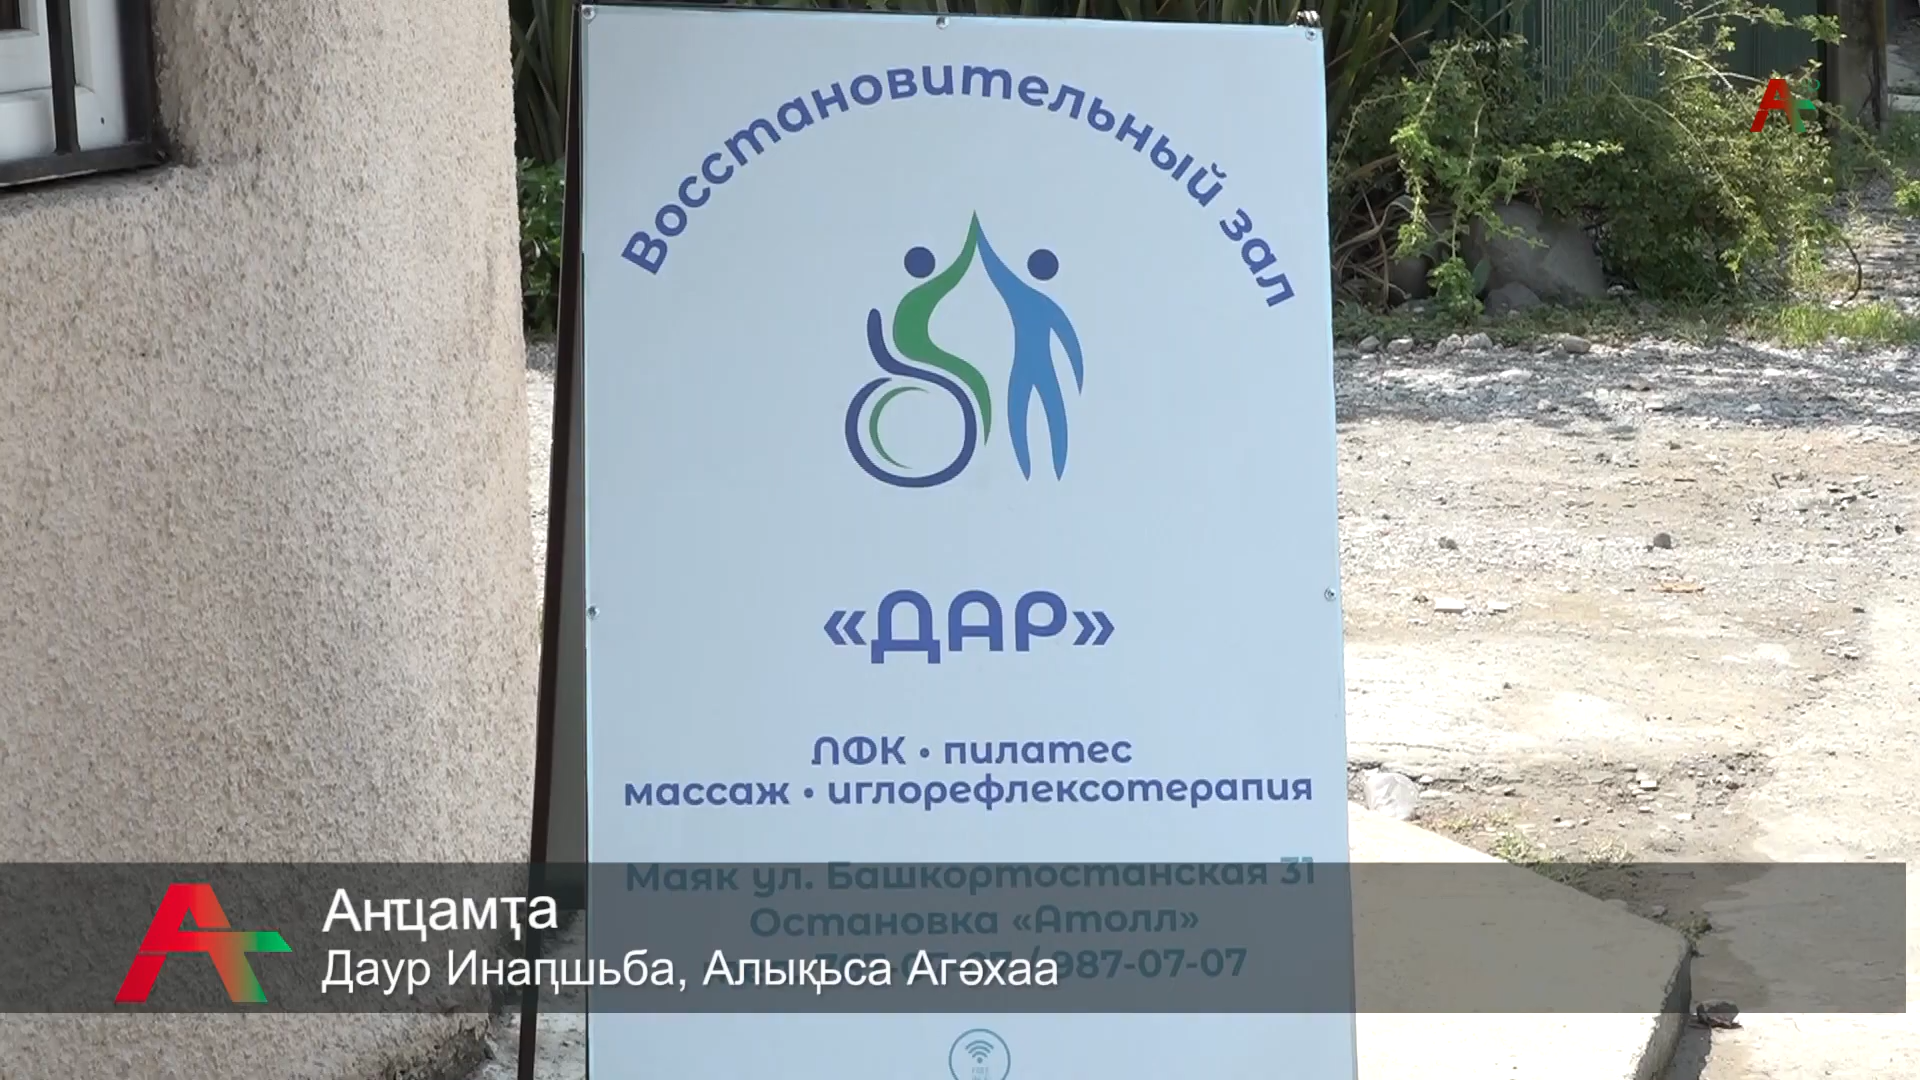 Восстановительный зал
«ДАР»
ЛФК • пилатес
массаж • иглорефлексотерапия
Маяк ул. Башкортостанская 31
Остановка «Атолл»
987-07-07
Анҵамҭа
Даур Инаԥшьба, Алықьса Агәхаа